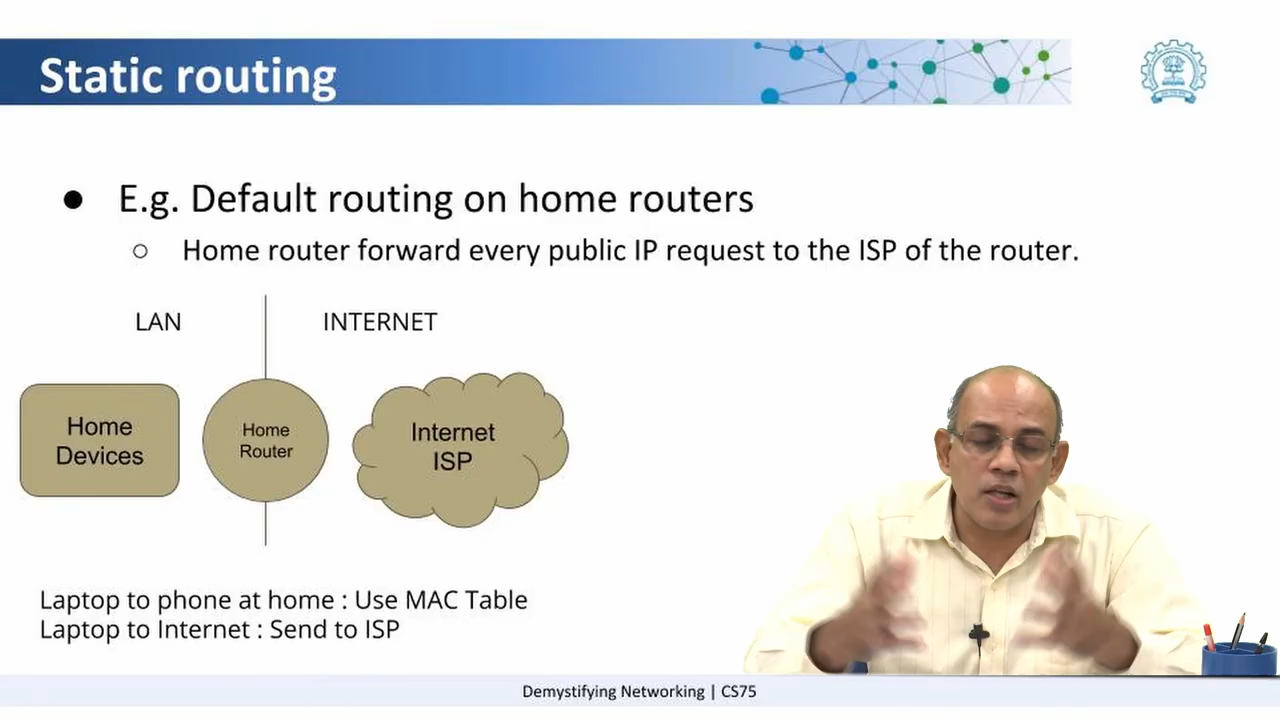 Static routing
● E.g. Default routing on home routers
○ Home router forward every public IP request to the ISP of the router.
LAN
INTERNET
Home
Devices
Home
Router
Internet
ISP
Laptop to phone at home : Use MAC Table
Laptop to Internet : Send to ISP
Demystifying Networking | CS75